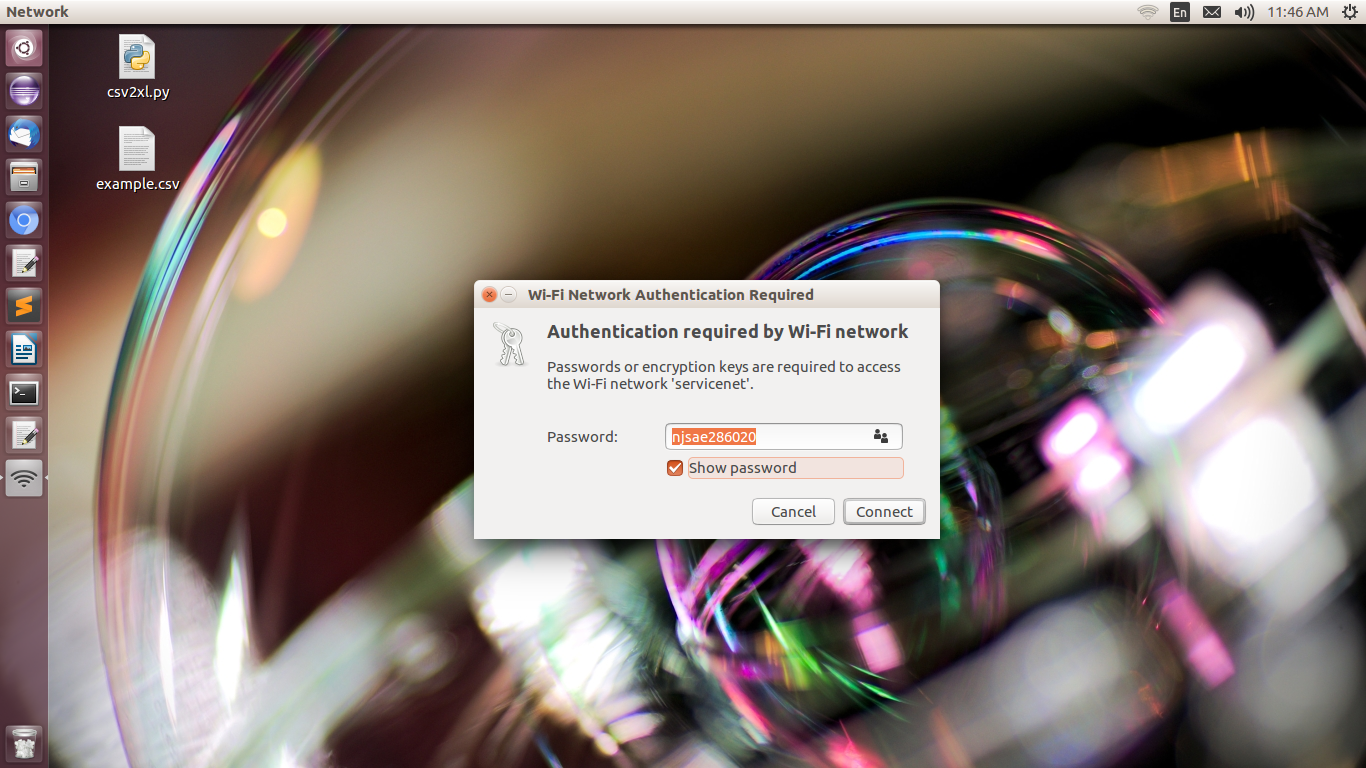 Network
En
11:46 AM
csv2xl.py
example.csv
Wi-Fi Network Authentication Required
Authentication required by Wi-Fi network
Passwords or encryption keys are required to access
the Wi-Fi network 'servicenet'.
Password: njsae286020
Show password
Cancel Connect